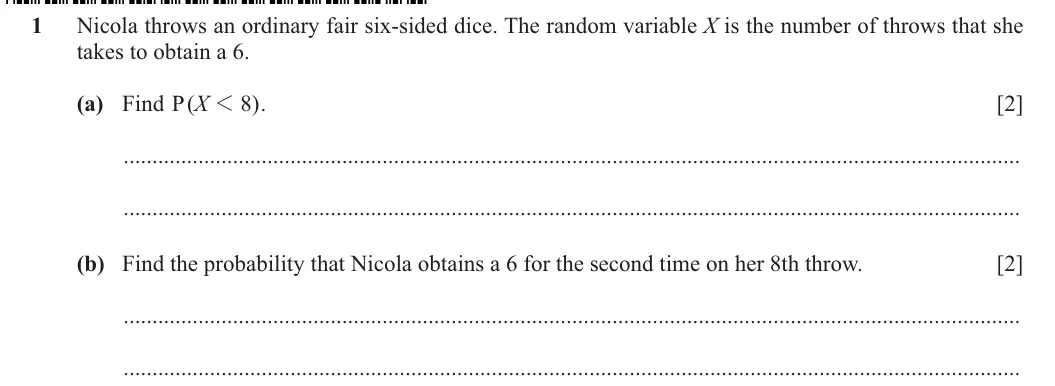 1 Nicola throws an ordinary fair six-sided dice. The random variable X is the number of throws that she
takes to obtain a 6.
(a) Find P(X < 8). [2]
................................................................................................................................................................
................................................................................................................................................................
(b) Find the probability that Nicola obtains a 6 for the second time on her 8th throw. [2]
................................................................................................................................................................
................................................................................................................................................................